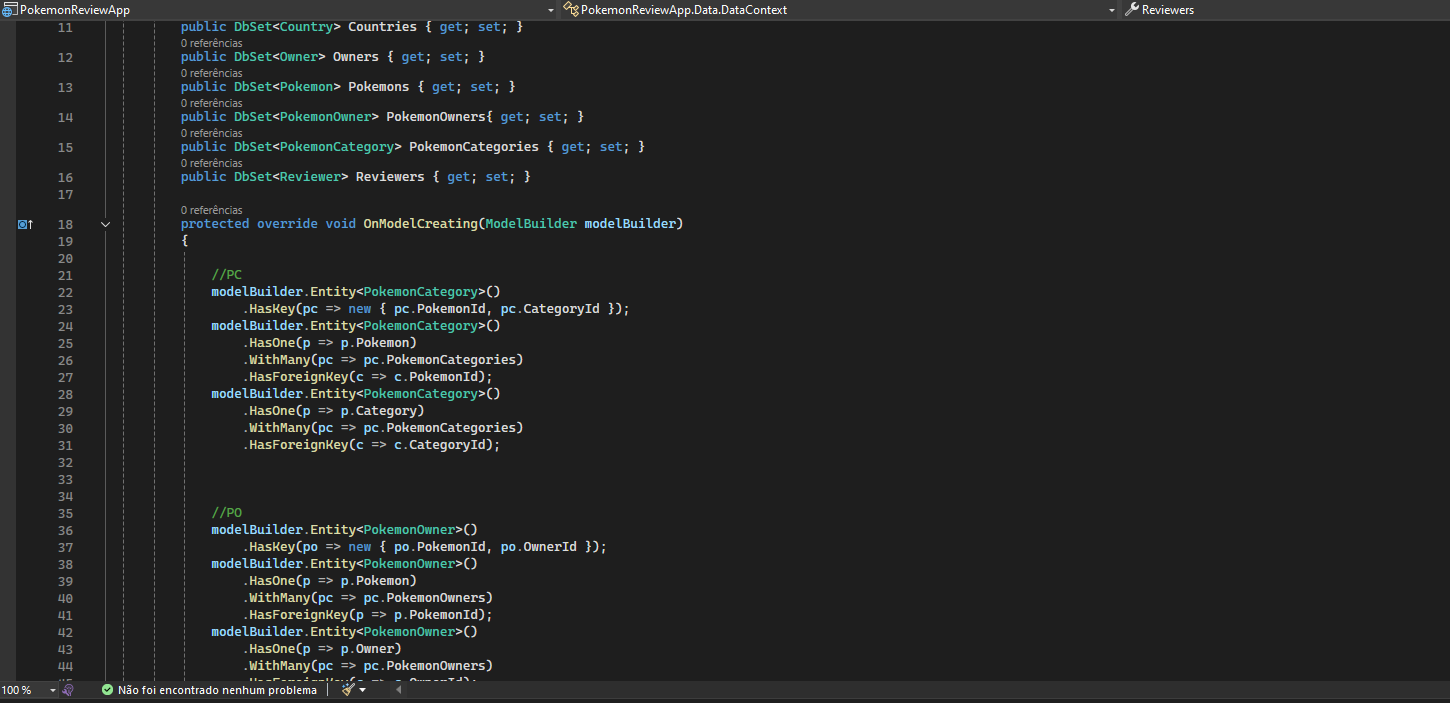 PokemonReviewApp
PokemonReviewApp.Data.DataContext
Reviewers
11 public DbSet<Country> Countries { get; set; }
0 referências
12 public DbSet<Owner> Owners { get; set; }
0 referências
13 public DbSet<Pokemon> Pokemons { get; set; }
0 referências
14 public DbSet<PokemonOwner> PokemonOwners{ get; set; }
0 referências
15 public DbSet<PokemonCategory> PokemonCategories { get; set; }
0 referências
16 public DbSet<Reviewer> Reviewers { get; set; }
17
0 referências
18 protected override void OnModelCreating(ModelBuilder modelBuilder)
19 {
20
21 //PC
22 modelBuilder.Entity<PokemonCategory>()
23 .HasKey(pc => new { pc.PokemonId, pc.CategoryId });
24 modelBuilder.Entity<PokemonCategory>()
25 .HasOne(p => p.Pokemon)
26 .WithMany(pc => pc.PokemonCategories)
27 .HasForeignKey(c => c.PokemonId);
28 modelBuilder.Entity<PokemonCategory>()
29 .HasOne(p => p.Category)
30 .WithMany(pc => pc.PokemonCategories)
31 .HasForeignKey(c => c.CategoryId);
32
33
34
35 //PO
36 modelBuilder.Entity<PokemonOwner>()
37 .HasKey(po => new { po.PokemonId, po.OwnerId });
38 modelBuilder.Entity<PokemonOwner>()
39 .HasOne(p => p.Pokemon)
40 .WithMany(pc => pc.PokemonOwners)
41 .HasForeignKey(p => p.PokemonId);
42 modelBuilder.Entity<PokemonOwner>()
43 .HasOne(p => p.Owner)
44 .WithMany(pc => pc.PokemonOwners)
100 %
Não foi encontrado nenhum problema